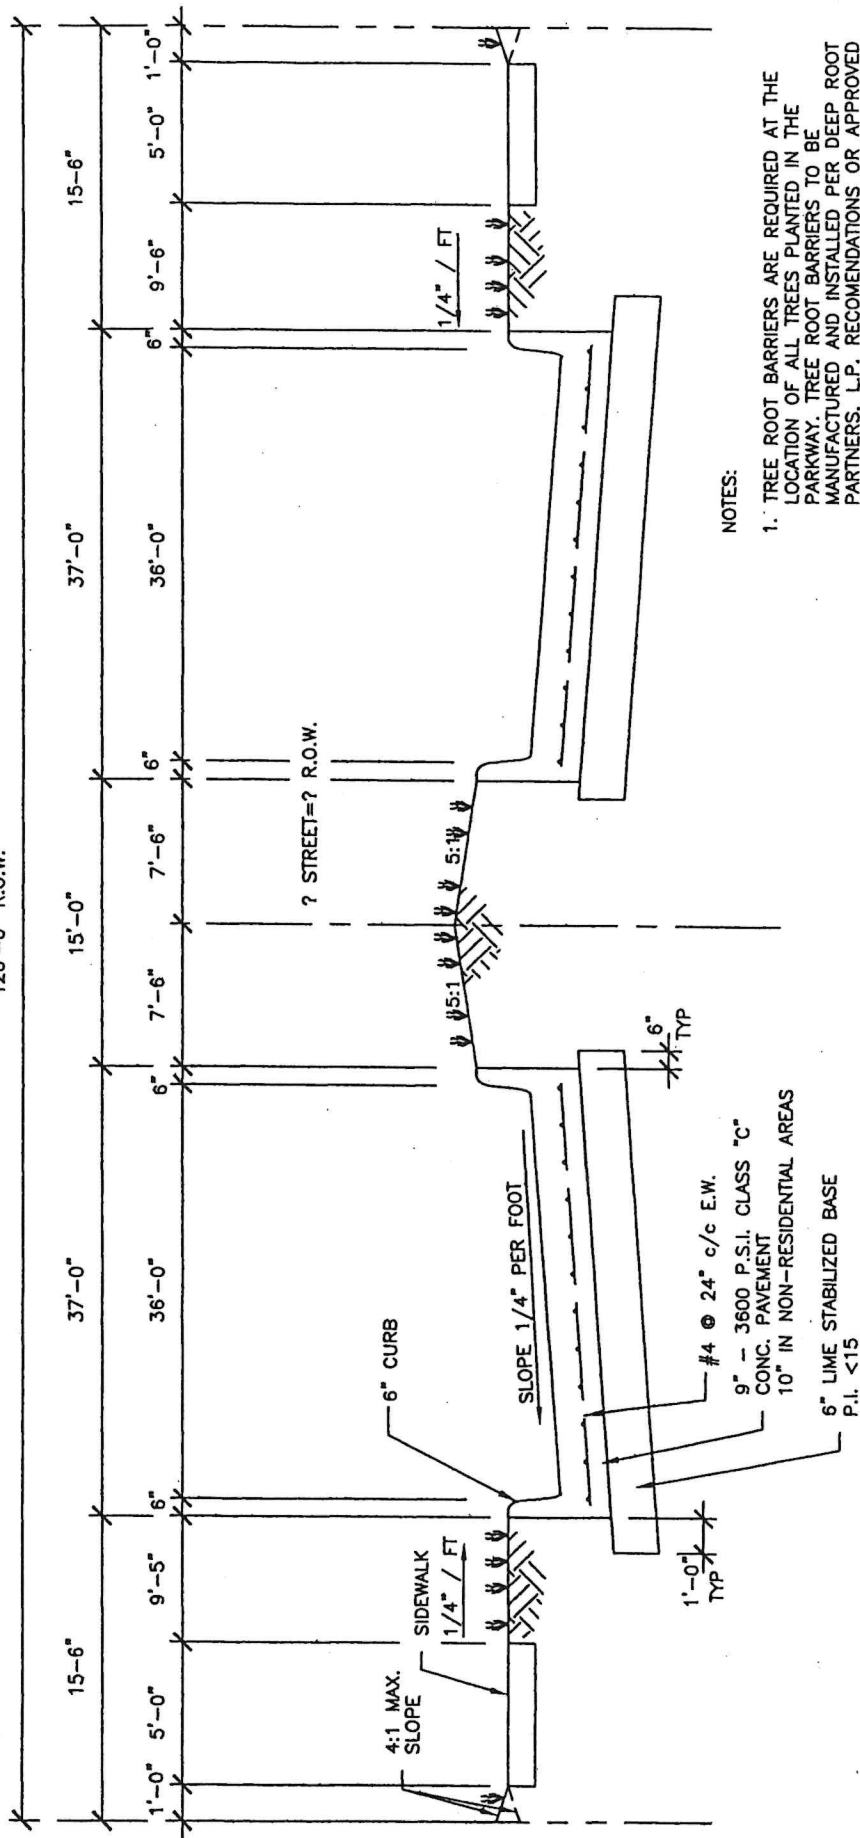 15-6"
37'-0"
15'-0"
37'-0"
15-6"
1'-0"
5'-0"
9'-5"
6"
36'-0"
6"
7'-6"
7'-6"
6"
36'-0"
6"
9'-6"
5'-0"
1'-0"
? STREET=? R.O.W.
4:1 MAX.
SLOPE
SIDEWALK
1/4" / FT
6" CURB
SLOPE 1/4" PER FOOT
5:1
5:1
1/4" / FT
1'-0"
TYP
6"
TYP
#4 @ 24" c/c E.W.
9" – 3600 P.S.I. CLASS "C"
CONC. PAVEMENT
10" IN NON-RESIDENTIAL AREAS
6" LIME STABILIZED BASE
P.I. <15
NOTES:
1. TREE ROOT BARRIERS ARE REQUIRED AT THE
LOCATION OF ALL TREES PLANTED IN THE
PARKWAY. TREE ROOT BARRIERS TO BE
MANUFACTURED AND INSTALLED PER DEEP ROOT
PARTNERS, L.P. RECOMENDATIONS OR APPROVED